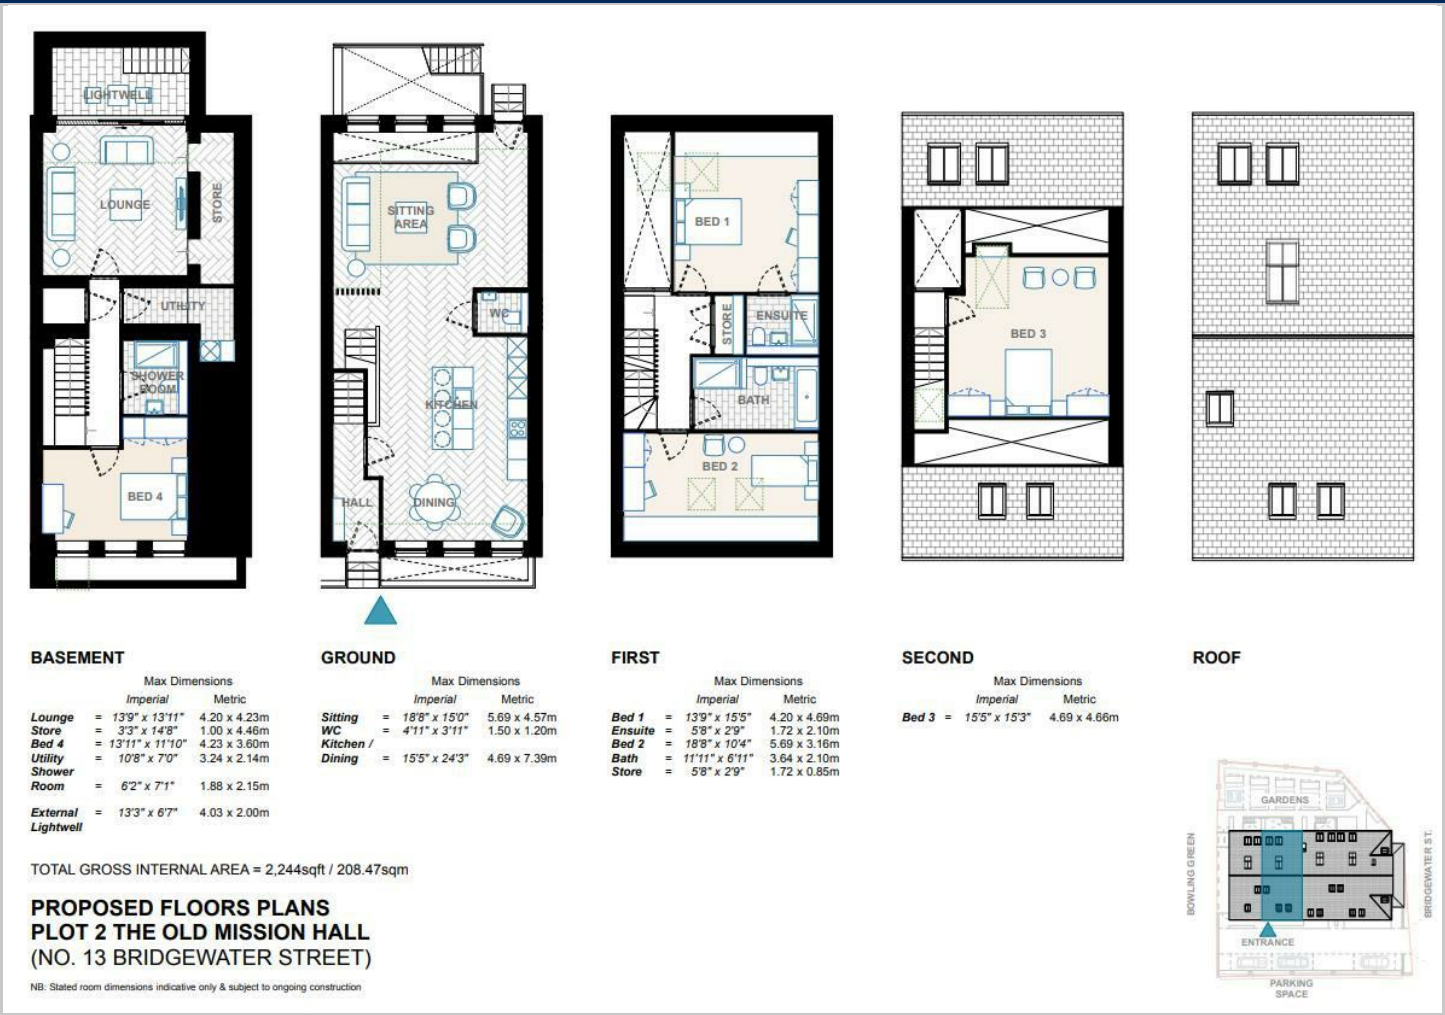 LIGHTWELL
LOUNGE
STORE
UTILITY
SHOWER
ROOM
BED 4
SITTING
AREA
WC
KITCHEN
HALL
DINING
BED 1
STORE
ENSUITE
BATH
BED 2
BED 3
BASEMENT
Max Dimensions
Imperial Metric
Lounge = 13'9" x 13'11" 4.20 x 4.23m
Store = 3'3" x 14'8" 1.00 x 4.46m
Bed 4 = 13'11" x 11'10" 4.23 x 3.60m
Utility = 10'8" x 7'0" 3.24 x 2.14m
Shower
Room = 6'2" x 7'1" 1.88 x 2.15m
External = 13'3" x 6'7" 4.03 x 2.00m
Lightwell
GROUND
Max Dimensions
Imperial Metric
Sitting = 18'8" x 15'0" 5.69 x 4.57m
WC = 4'11" x 3'11" 1.50 x 1.20m
Kitchen /
Dining = 15'5" x 24'3" 4.69 x 7.39m
FIRST
Max Dimensions
Imperial Metric
Bed 1 = 13'9" x 15'5" 4.20 x 4.69m
Ensuite = 5'8" x 2'9" 1.72 x 2.10m
Bed 2 = 18'8" x 10'4" 5.69 x 3.16m
Bath = 11'11" x 6'11" 3.64 x 2.10m
Store = 5'8" x 2'9" 1.72 x 0.85m
SECOND
Max Dimensions
Imperial Metric
Bed 3 = 15'5" x 15'3" 4.69 x 4.66m
ROOF
TOTAL GROSS INTERNAL AREA = 2,244sqft / 208.47sqm
PROPOSED FLOORS PLANS
PLOT 2 THE OLD MISSION HALL
(NO. 13 BRIDGEWATER STREET)
NB: Stated room dimensions indicative only & subject to ongoing construction
GARDENS
BOWLING GREEN
BRIDGEWATER ST.
ENTRANCE
PARKING
SPACE